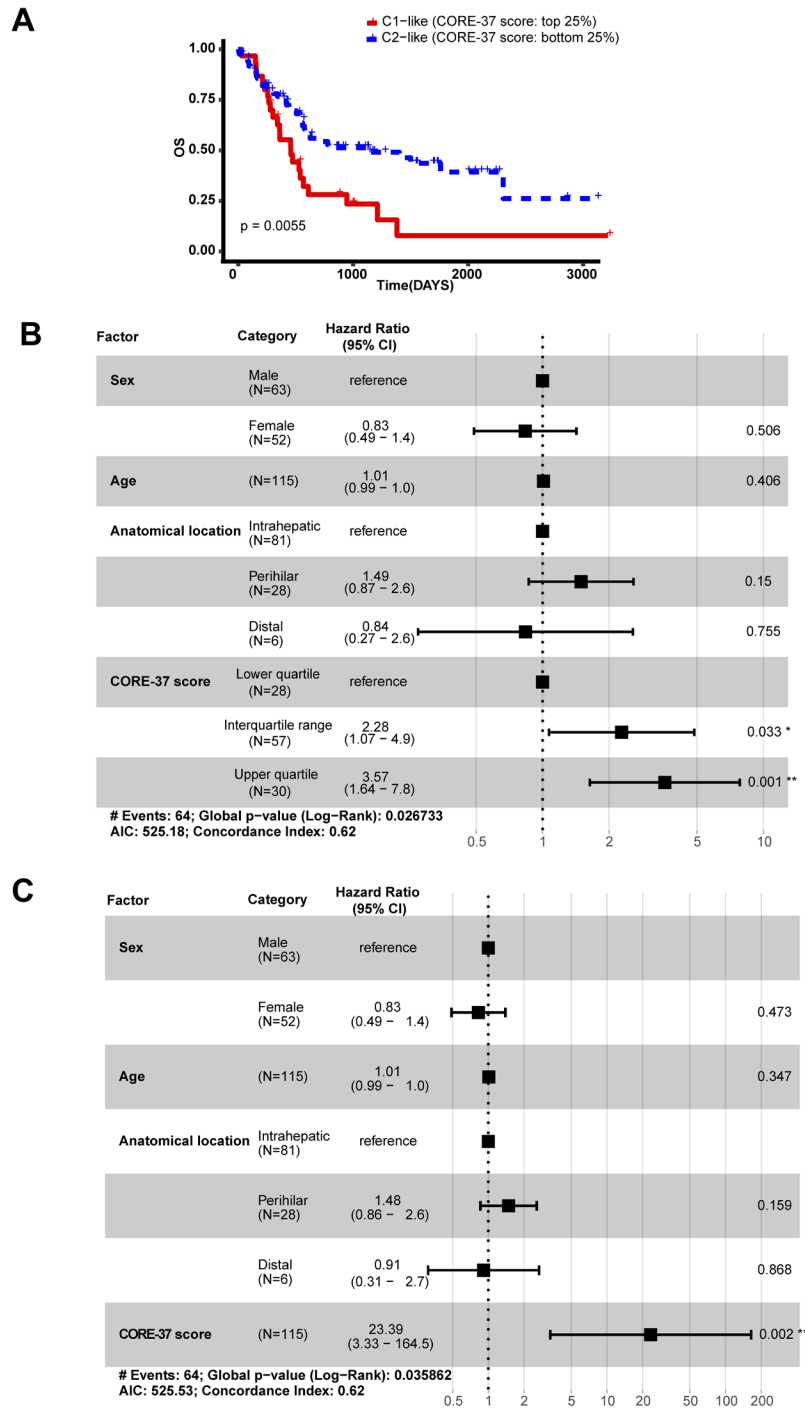 A
C1−like (CORE−37 score: top 25%)
C2−like (CORE−37 score: bottom 25%)
1.00
0.75
0.50
0.25
0.00
OS
p = 0.0055
0 1000 2000 3000
Time(DAYS)
B
Factor Category Hazard Ratio
(95% CI)
Sex Male
(N=63) reference
Female
(N=52) 0.83
(0.49 − 1.4) 0.506
Age (N=115) 1.01
(0.99 − 1.0) 0.406
Anatomical location Intrahepatic
(N=81) reference
Perihilar
(N=28) 1.49
(0.87 − 2.6) 0.15
Distal
(N=6) 0.84
(0.27 − 2.6) 0.755
CORE−37 score Lower quartile
(N=28) reference
Interquartile range
(N=57) 2.28
(1.07 − 4.9) 0.033 *
Upper quartile
(N=30) 3.57
(1.64 − 7.8) 0.001 **
# Events: 64; Global p−value (Log−Rank): 0.026733
AIC: 525.18; Concordance Index: 0.62
0.5 1 2 5 10
C
Factor Category Hazard Ratio
(95% CI)
Sex Male
(N=63) reference
Female
(N=52) 0.83
(0.49 − 1.4) 0.473
Age (N=115) 1.01
(0.99 − 1.0) 0.347
Anatomical location Intrahepatic
(N=81) reference
Perihilar
(N=28) 1.48
(0.86 − 2.6) 0.159
Distal
(N=6) 0.91
(0.31 − 2.7) 0.868
CORE−37 score (N=115) 23.39
(3.33 − 164.5) 0.002 **
# Events: 64; Global p−value (Log−Rank): 0.035862
AIC: 525.53; Concordance Index: 0.62
0.5 1 2 5 10 20 50 100 200